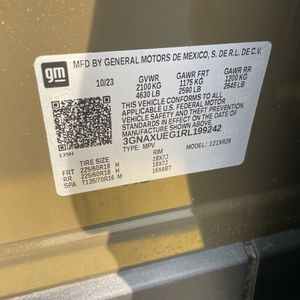 gm
MFD BY GENERAL MOTORS DE MEXICO, S. DE R.L. DE C.V.
10/23 GVWR GAWR FRT GAWR RR
2100 KG 1175 KG 1200 KG
4630 LB 2590 LB 2645 LB
THIS VEHICLE CONFORMS TO ALL
APPLICABLE U.S. FEDERAL MOTOR
VEHICLE SAFETY AND THEFT PREVENTION
STANDARDS IN EFFECT ON THE DATE OF
MANUFACTURE SHOWN ABOVE.
3GNAXUEG1RL199242
TYPE: MPV MODEL: 1Z1XR26
TIRE SIZE RIM
FRT 225/60R18 H 18X7J
RR 225/60R18 H 18X7J
SPA T135/70R16 M 16X4BT